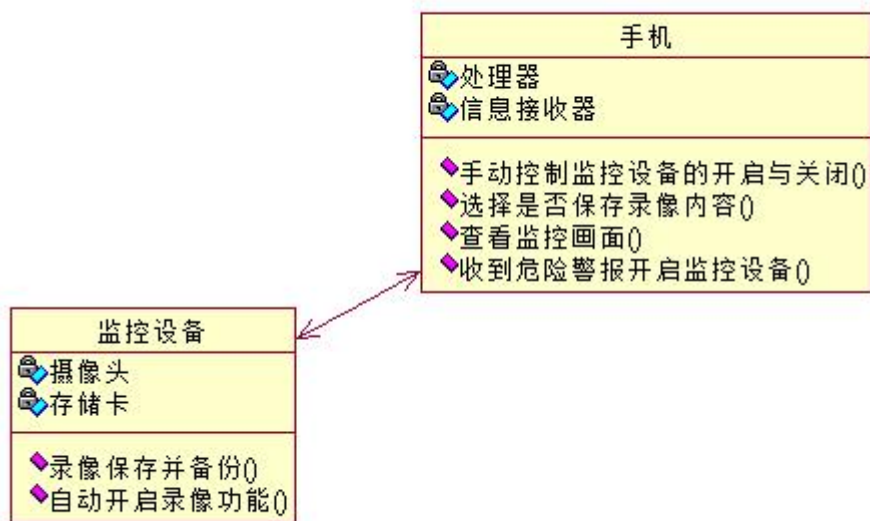 手机
处理器
信息接收器
手动控制监控设备的开启与关闭()
选择是否保存录像内容()
查看监控画面()
收到危险警报开启监控设备()
监控设备
摄像头
存储卡
录像保存并备份()
自动开启录像功能()